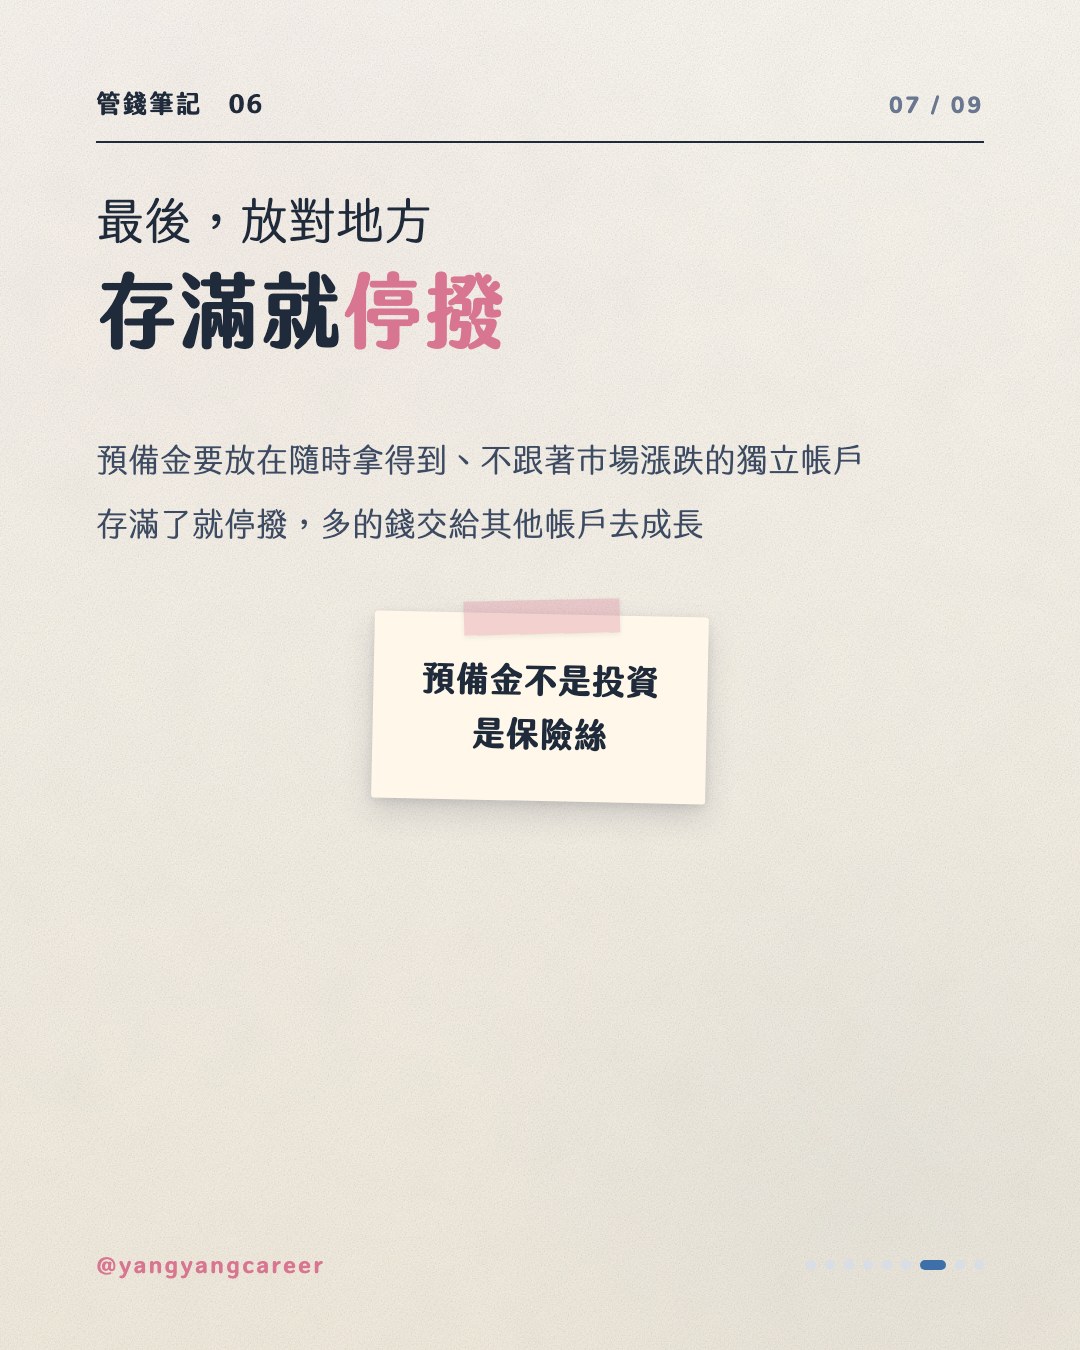 管錢筆記 06
07 / 09
最後，放對地方
存滿就停撥
預備金要放在隨時拿得到、不跟著市場漲跌的獨立帳戶
存滿了就停撥，多的錢交給其他帳戶去成長
預備金不是投資
是保險絲
@yangyangcareer